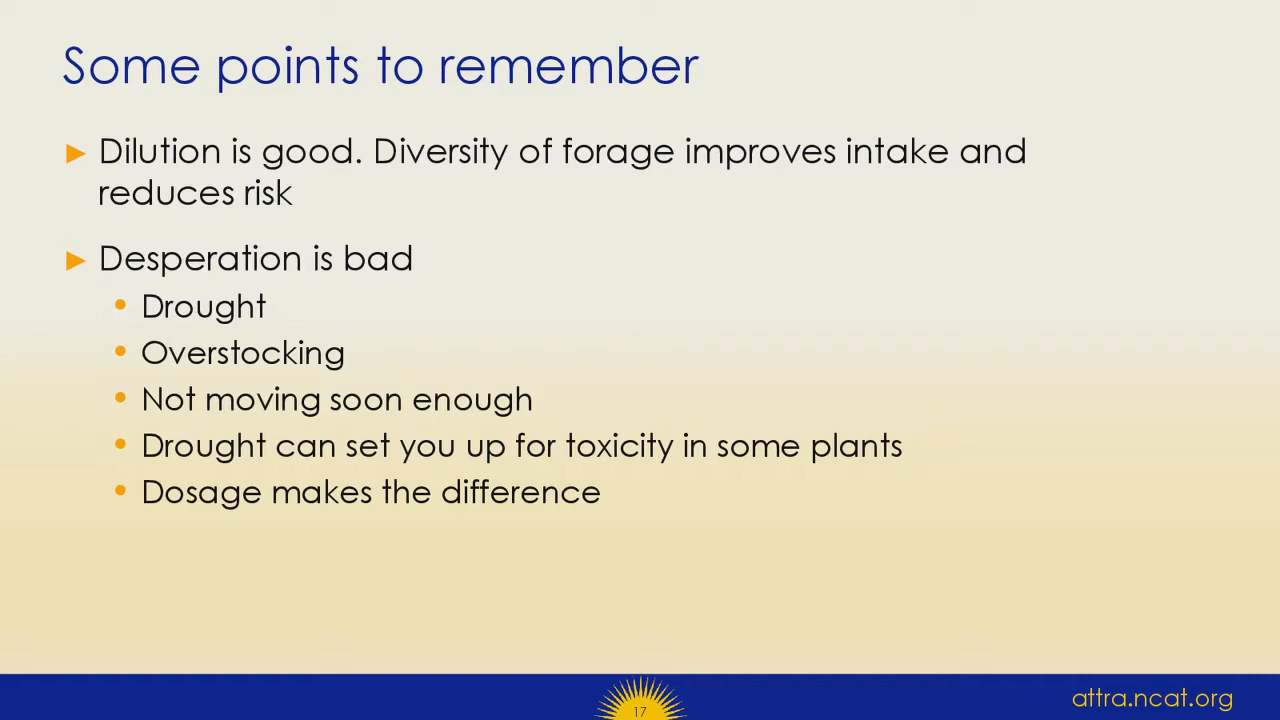 Some points to remember
► Dilution is good. Diversity of forage improves intake and
reduces risk
► Desperation is bad
• Drought
• Overstocking
• Not moving soon enough
• Drought can set you up for toxicity in some plants
• Dosage makes the difference
17
attra.ncat.org